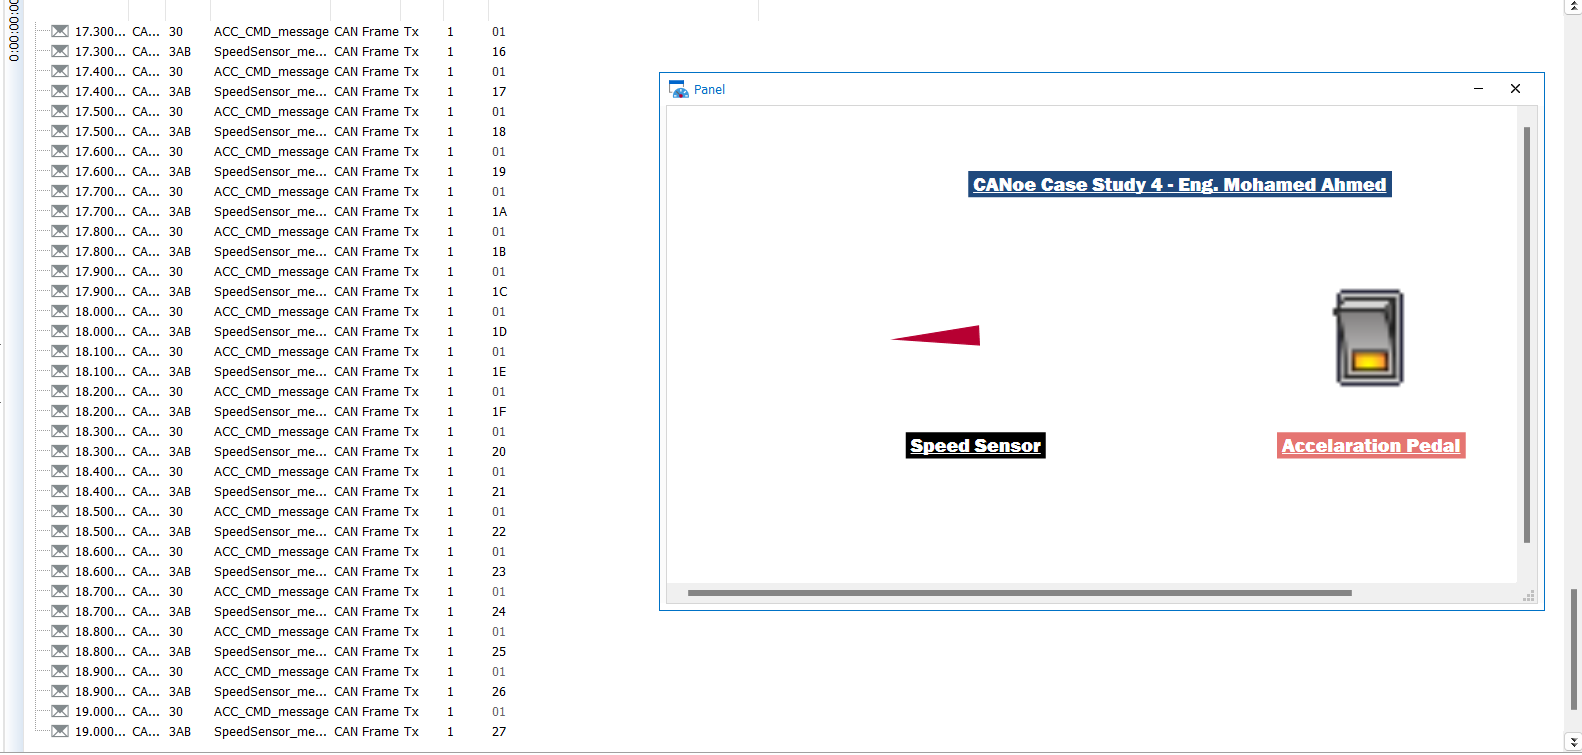 0:00:00:00
17.300... CA... 30 ACC_CMD_message CAN Frame Tx 1 01
17.300... CA... 3AB SpeedSensor_me... CAN Frame Tx 1 16
17.400... CA... 30 ACC_CMD_message CAN Frame Tx 1 01
17.400... CA... 3AB SpeedSensor_me... CAN Frame Tx 1 17
17.500... CA... 30 ACC_CMD_message CAN Frame Tx 1 01
17.500... CA... 3AB SpeedSensor_me... CAN Frame Tx 1 18
17.600... CA... 30 ACC_CMD_message CAN Frame Tx 1 01
17.600... CA... 3AB SpeedSensor_me... CAN Frame Tx 1 19
17.700... CA... 30 ACC_CMD_message CAN Frame Tx 1 01
17.700... CA... 3AB SpeedSensor_me... CAN Frame Tx 1 1A
17.800... CA... 30 ACC_CMD_message CAN Frame Tx 1 01
17.800... CA... 3AB SpeedSensor_me... CAN Frame Tx 1 1B
17.900... CA... 30 ACC_CMD_message CAN Frame Tx 1 01
17.900... CA... 3AB SpeedSensor_me... CAN Frame Tx 1 1C
18.000... CA... 30 ACC_CMD_message CAN Frame Tx 1 01
18.000... CA... 3AB SpeedSensor_me... CAN Frame Tx 1 1D
18.100... CA... 30 ACC_CMD_message CAN Frame Tx 1 01
18.100... CA... 3AB SpeedSensor_me... CAN Frame Tx 1 1E
18.200... CA... 30 ACC_CMD_message CAN Frame Tx 1 01
18.200... CA... 3AB SpeedSensor_me... CAN Frame Tx 1 1F
18.300... CA... 30 ACC_CMD_message CAN Frame Tx 1 01
18.300... CA... 3AB SpeedSensor_me... CAN Frame Tx 1 20
18.400... CA... 30 ACC_CMD_message CAN Frame Tx 1 01
18.400... CA... 3AB SpeedSensor_me... CAN Frame Tx 1 21
18.500... CA... 30 ACC_CMD_message CAN Frame Tx 1 01
18.500... CA... 3AB SpeedSensor_me... CAN Frame Tx 1 22
18.600... CA... 30 ACC_CMD_message CAN Frame Tx 1 01
18.600... CA... 3AB SpeedSensor_me... CAN Frame Tx 1 23
18.700... CA... 30 ACC_CMD_message CAN Frame Tx 1 01
18.700... CA... 3AB SpeedSensor_me... CAN Frame Tx 1 24
18.800... CA... 30 ACC_CMD_message CAN Frame Tx 1 01
18.800... CA... 3AB SpeedSensor_me... CAN Frame Tx 1 25
18.900... CA... 30 ACC_CMD_message CAN Frame Tx 1 01
18.900... CA... 3AB SpeedSensor_me... CAN Frame Tx 1 26
19.000... CA... 30 ACC_CMD_message CAN Frame Tx 1 01
19.000... CA... 3AB SpeedSensor_me... CAN Frame Tx 1 27
Panel
CANoe Case Study 4 - Eng. Mohamed Ahmed
Speed Sensor
Accelaration Pedal